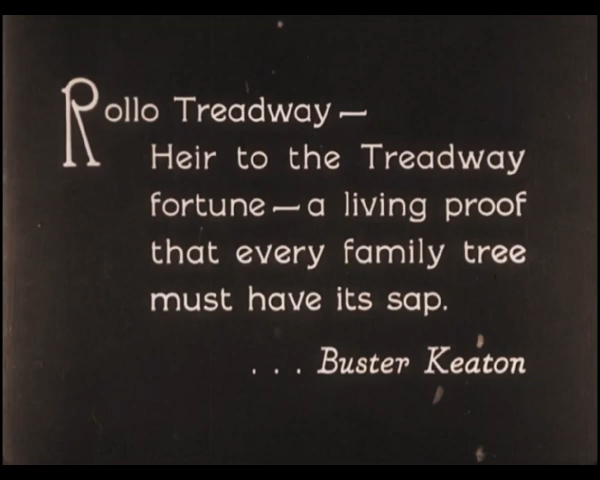 Rollo Treadway—
Heir to the Treadway
fortune—a living proof
that every family tree
must have its sap.
. . . Buster Keaton